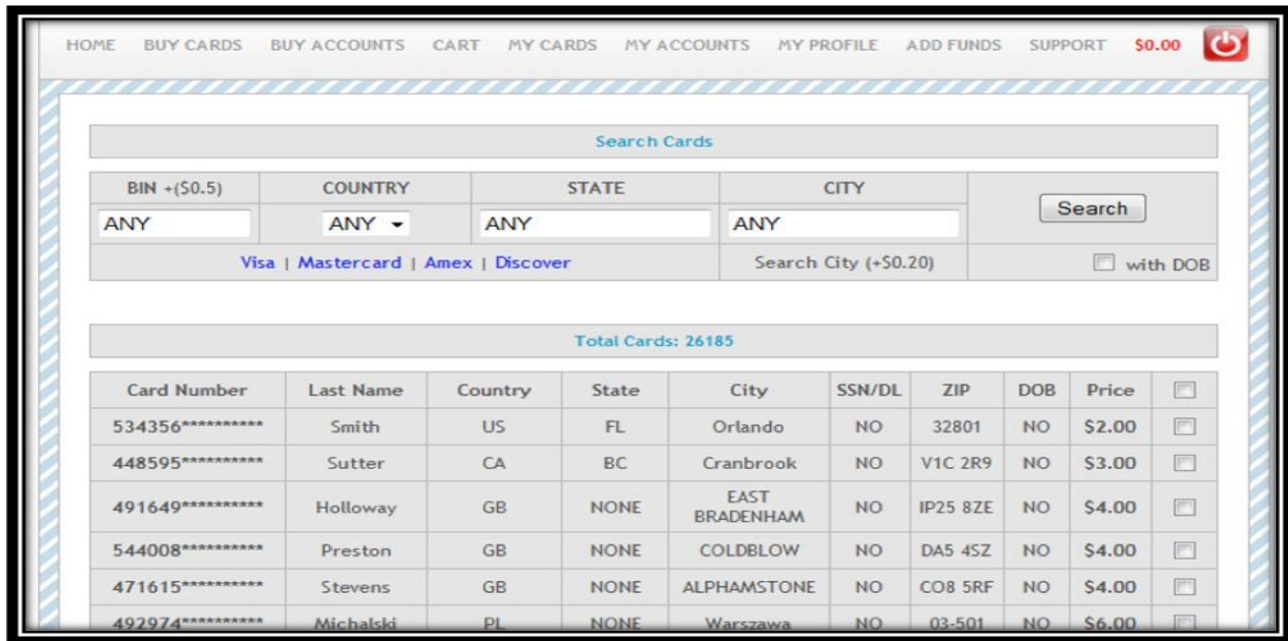 HOME BUY CARDS BUY ACCOUNTS CART MY CARDS MY ACCOUNTS MY PROFILE ADD FUNDS SUPPORT $0.00
Search Cards
BIN +($0.5) COUNTRY STATE CITY
ANY ANY ANY ANY Search
Visa | Mastercard | Amex | Discover Search City (+$0.20) with DOB
Total Cards: 26185
Card Number Last Name Country State City SSN/DL ZIP DOB Price
534356********** Smith US FL Orlando NO 32801 NO $2.00
448595********** Sutter CA BC Cranbrook NO V1C 2R9 NO $3.00
491649********** Holloway GB NONE EAST BRADENHAM NO IP25 8ZE NO $4.00
544008********** Preston GB NONE COLDBLOW NO DA5 4SZ NO $4.00
471615********** Stevens GB NONE ALPHAMSTONE NO CO8 5RF NO $4.00
492974********** Michalski PL NONE Warszawa NO 03-501 NO $6.00